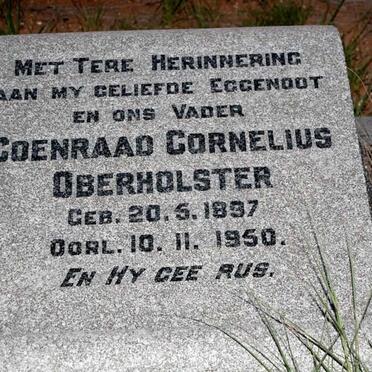 MET TERE HERINNERING
AAN MY GELIEFDE EGGENOOT
EN ONS VADER
COENRAAD CORNELIUS
OBERHOLSTER
GEB. 20. 5. 1897
OORL. 10. 11. 1950.
EN HY GEE RUS.